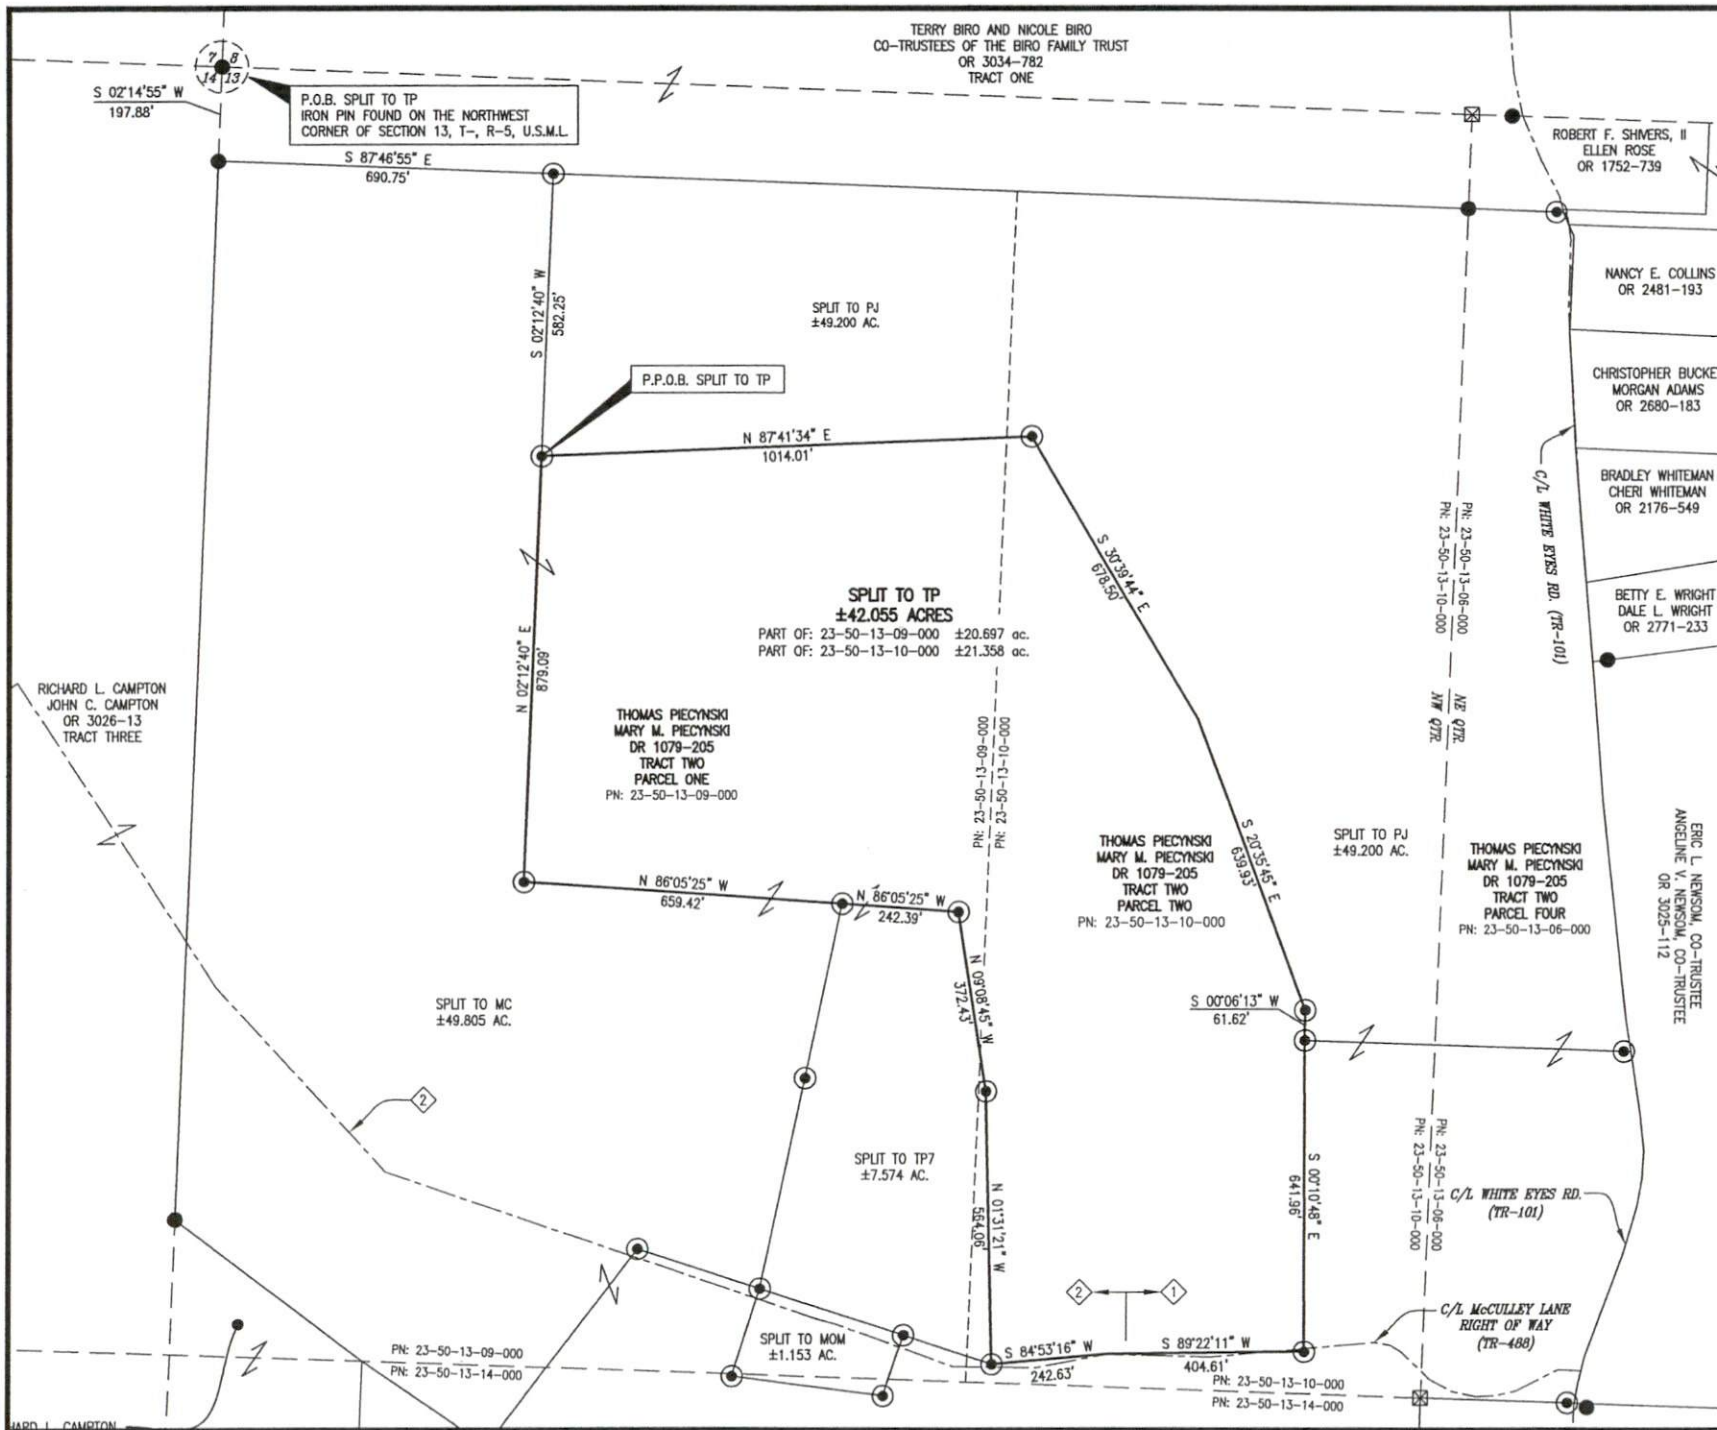 TERRY BIRO AND NICOLE BIRO
CO-TRUSTEES OF THE BIRO FAMILY TRUST
OR 3034-782
TRACT ONE
7 8
14 13
S 02°14'55" W
197.88'
P.O.B. SPLIT TO TP
IRON PIN FOUND ON THE NORTHWEST
CORNER OF SECTION 13, T-, R-5, U.S.M.L.
ROBERT F. SHIVERS, II
ELLEN ROSE
OR 1752-739
S 87°46'55" E
690.75'
NANCY E. COLLINS
OR 2481-193
S 02°12'40" W
582.25'
SPLIT TO PJ
±49.200 AC.
P.P.O.B. SPLIT TO TP
CHRISTOPHER BUCKE
MORGAN ADAMS
OR 2680-183
N 87°41'34" E
1014.01'
BRADLEY WHITEMAN
CHERI WHITEMAN
OR 2176-549
C/L WHITE EYES RD. (TR-101)
PN: 23-50-13-06-000
PN: 23-50-13-10-000
S 30°39'44" E
678.50'
SPLIT TO TP
±42.055 ACRES
PART OF: 23-50-13-09-000 ±20.697 ac.
PART OF: 23-50-13-10-000 ±21.358 ac.
BETTY E. WRIGHT
DALE L. WRIGHT
OR 2771-233
N 02°12'40" E
879.09'
RICHARD L. CAMPTON
JOHN C. CAMPTON
OR 3026-13
TRACT THREE
THOMAS PIECYNSKI
MARY M. PIECYNSKI
DR 1079-205
TRACT TWO
PARCEL ONE
PN: 23-50-13-09-000
NE QTR
NW QTR
PN: 23-50-13-09-000
PN: 23-50-13-10-000
S 20°35'45" E
639.93'
THOMAS PIECYNSKI
MARY M. PIECYNSKI
DR 1079-205
TRACT TWO
PARCEL TWO
PN: 23-50-13-10-000
SPLIT TO PJ
±49.200 AC.
THOMAS PIECYNSKI
MARY M. PIECYNSKI
DR 1079-205
TRACT TWO
PARCEL FOUR
PN: 23-50-13-06-000
ERIC L. NEWSOM, CO-TRUSTEE
ANGELINE V. NEWSOM, CO-TRUSTEE
OR 3025-112
N 86°05'25" W
659.42'
N 86°05'25" W
242.39'
N 09°08'45" W
372.43'
SPLIT TO MC
±49.805 AC.
S 00°06'13" W
61.62'
2
SPLIT TO TP7
±7.574 AC.
N 01°31'21" W
564.06'
S 00°10'48" E
641.96'
PN: 23-50-13-06-000
PN: 23-50-13-10-000
C/L WHITE EYES RD.
(TR-101)
2
1
C/L McCULLEY LANE
RIGHT OF WAY
(TR-488)
SPLIT TO MOM
±1.153 AC.
S 84°53'16" W
242.63'
S 89°22'11" W
404.61'
PN: 23-50-13-09-000
PN: 23-50-13-14-000
PN: 23-50-13-10-000
PN: 23-50-13-14-000
HARD L. CAMPTON